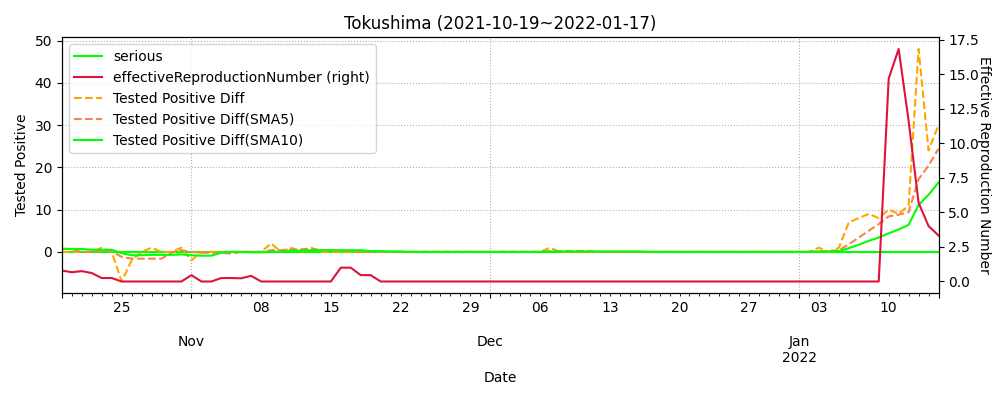 Tokushima (2021-10-19~2022-01-17)
serious
effectiveReproductionNumber (right)
Tested Positive Diff
Tested Positive Diff(SMA5)
Tested Positive Diff(SMA10)
Tested Positive
50
40
30
20
10
0
17.5
15.0
12.5
10.0
7.5
5.0
2.5
0.0
Effective Reproduction Number
25 08 15 22 29 06 13 20 27 03 10
Nov Dec Jan
2022
Date